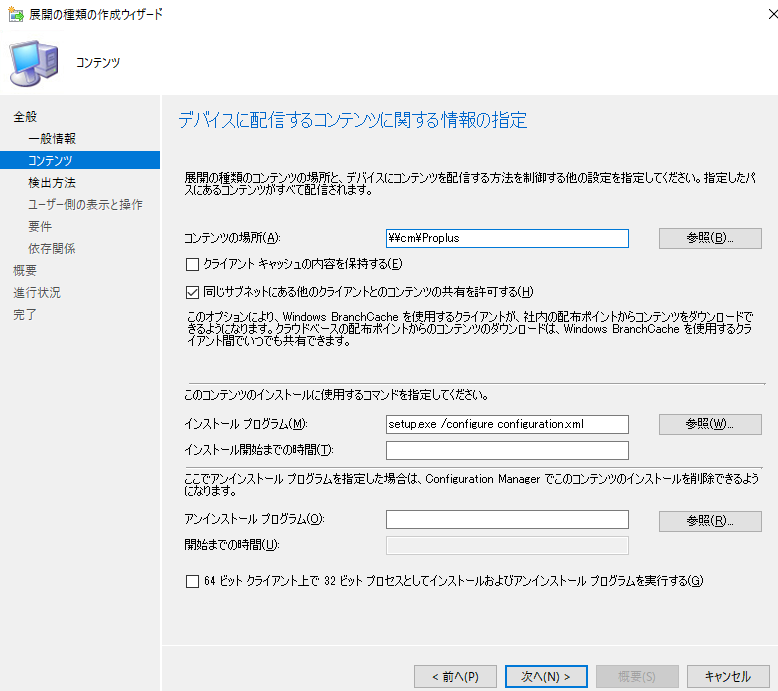 展開の種類の作成ウィザード
コンテンツ
全般
一般情報
コンテンツ
検出方法
ユーザー側の表示と操作
要件
依存関係
概要
進行状況
完了
デバイスに配信するコンテンツに関する情報の指定
展開の種類のコンテンツの場所と、デバイスにコンテンツを配信する方法を制御する他の設定を指定してください。指定したパ
スにあるコンテンツがすべて配信されます。
コンテンツの場所(A):
¥¥cm¥Proplus
参照(B)...
クライアント キャッシュの内容を保持する(E)
同じサブネットにある他のクライアントとのコンテンツの共有を許可する(H)
このオプションにより、Windows BranchCache を使用するクライアントが、社内の配布ポイントからコンテンツをダウンロードで
きるようになります。クラウドベースの配布ポイントからのコンテンツのダウンロードは、Windows BranchCache を使用するクラ
イアント間でいつでも共有できます。
このコンテンツのインストールに使用するコマンドを指定してください。
インストール プログラム(M):
setup.exe /configure configuration.xml
参照(W)...
インストール開始までの時間(T):
ここでアンインストール プログラムを指定した場合は、Configuration Manager でこのコンテンツのインストールを削除できるよう
になります。
アンインストール プログラム(O):
参照(R)...
開始までの時間(U):
64 ビット クライアント上で 32 ビット プロセスとしてインストールおよびアンインストール プログラムを実行する(G)
< 前へ(P)
次へ(N) >
概要(S)
キャンセル